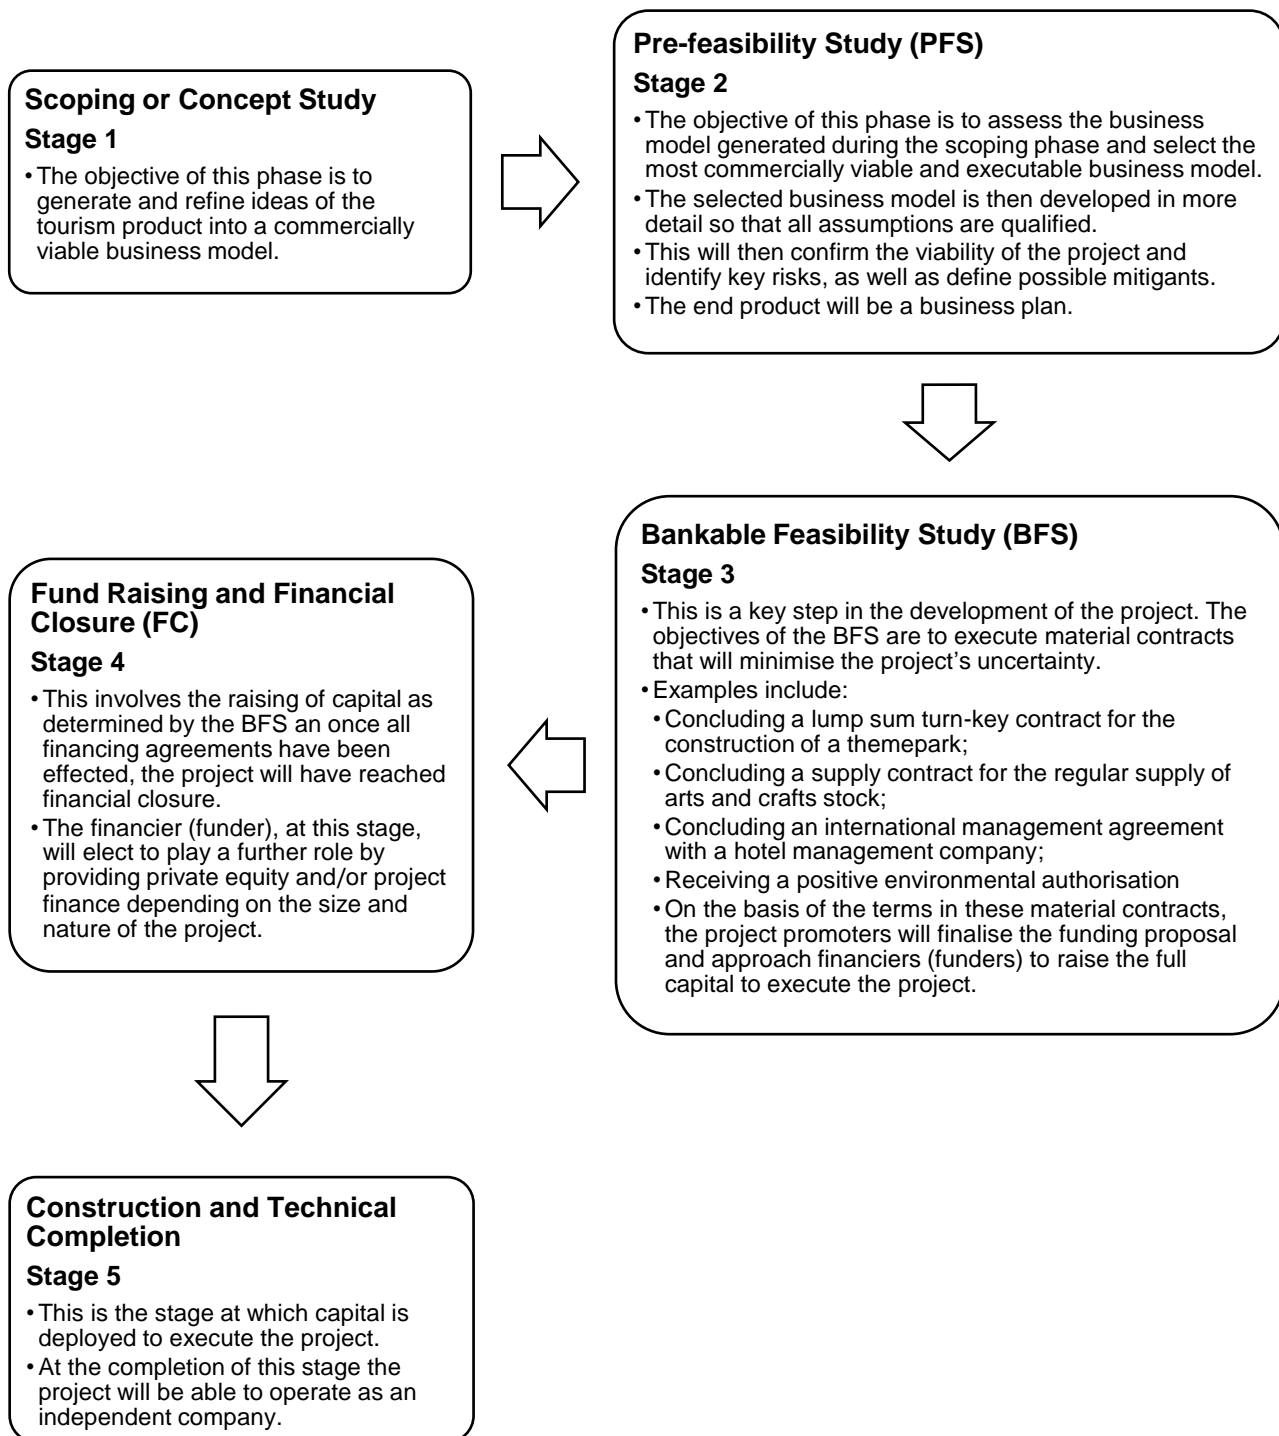 Scoping or Concept Study
Stage 1
• The objective of this phase is to
generate and refine ideas of the
tourism product into a commercially
viable business model.
Pre-feasibility Study (PFS)
Stage 2
• The objective of this phase is to assess the business
model generated during the scoping phase and select the
most commercially viable and executable business model.
• The selected business model is then developed in more
detail so that all assumptions are qualified.
• This will then confirm the viability of the project and
identify key risks, as well as define possible mitigants.
• The end product will be a business plan.
Bankable Feasibility Study (BFS)
Stage 3
• This is a key step in the development of the project. The
objectives of the BFS are to execute material contracts
that will minimise the project's uncertainty.
• Examples include:
• Concluding a lump sum turn-key contract for the
construction of a themepark;
• Concluding a supply contract for the regular supply of
arts and crafts stock;
• Concluding an international management agreement
with a hotel management company;
• Receiving a positive environmental authorisation
• On the basis of the terms in these material contracts,
the project promoters will finalise the funding proposal
and approach financiers (funders) to raise the full
capital to execute the project.
Fund Raising and Financial
Closure (FC)
Stage 4
• This involves the raising of capital as
determined by the BFS an once all
financing agreements have been
effected, the project will have reached
financial closure.
• The financier (funder), at this stage,
will elect to play a further role by
providing private equity and/or project
finance depending on the size and
nature of the project.
Construction and Technical
Completion
Stage 5
• This is the stage at which capital is
deployed to execute the project.
• At the completion of this stage the
project will be able to operate as an
independent company.